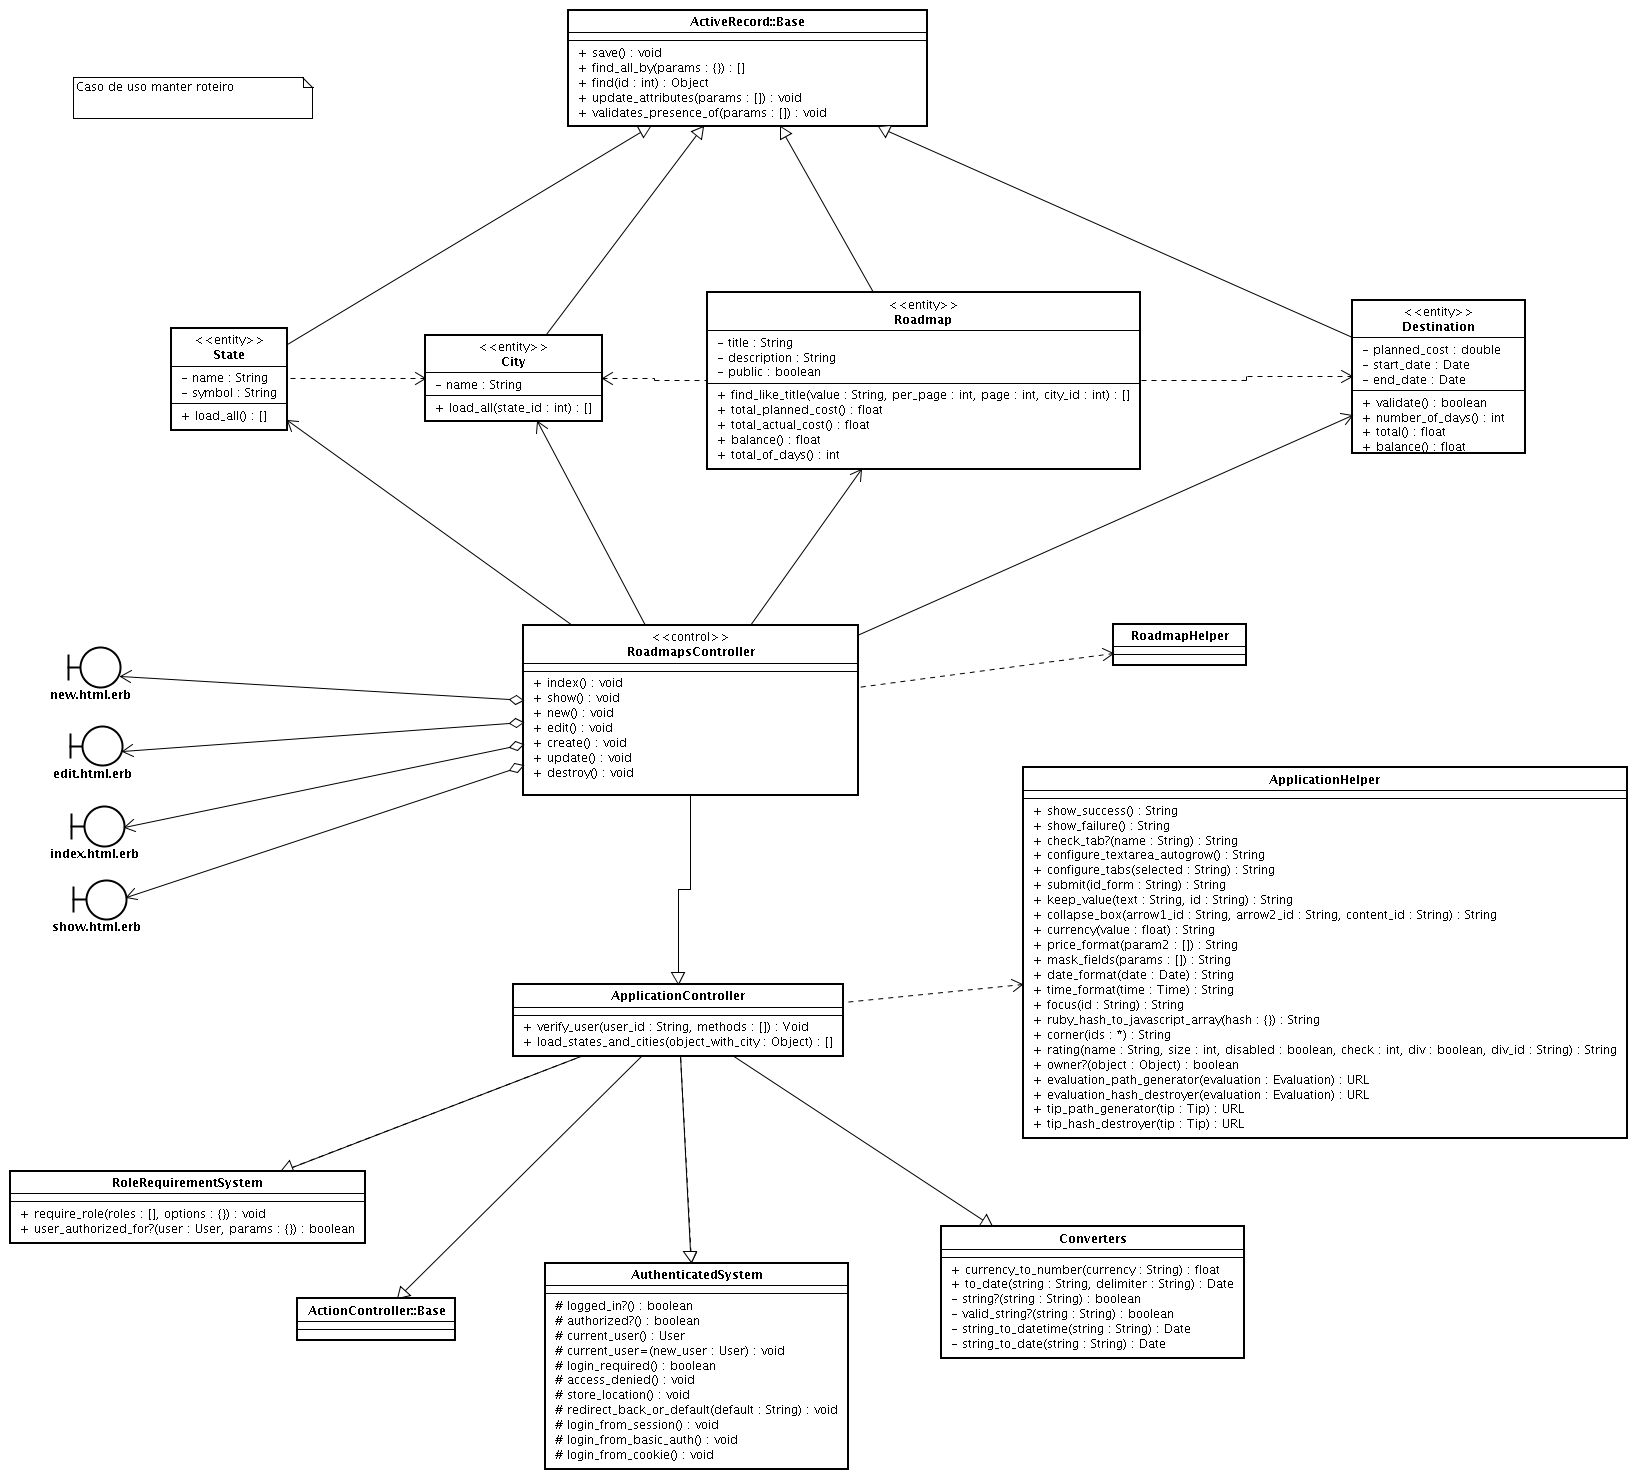 ActiveRecord::Base
+ save() : void
+ find_all_by(params : {}) : []
+ find(id : int) : Object
+ update_attributes(params : []) : void
+ validates_presence_of(params : []) : void
Caso de uso manter roteiro
<<entity>>
State
- name : String
- symbol : String
+ load_all() : []
<<entity>>
City
- name : String
+ load_all(state_id : int) : []
<<entity>>
Roadmap
- title : String
- description : String
- public : boolean
+ find_like_title(value : String, per_page : int, page : int, city_id : int) : []
+ total_planned_cost() : float
+ total_actual_cost() : float
+ balance() : float
+ total_of_days() : int
<<entity>>
Destination
- planned_cost : double
- start_date : Date
- end_date : Date
+ validate() : boolean
+ number_of_days() : int
+ total() : float
+ balance() : float
<<control>>
RoadmapsController
+ index() : void
+ show() : void
+ new() : void
+ edit() : void
+ create() : void
+ update() : void
+ destroy() : void
RoadmapHelper
new.html.erb
edit.html.erb
index.html.erb
show.html.erb
ApplicationHelper
+ show_success() : String
+ show_failure() : String
+ check_tab?(name : String) : String
+ configure_textarea_autogrow() : String
+ configure_tabs(selected : String) : String
+ submit(id_form : String) : String
+ keep_value(text : String, id : String) : String
+ collapse_box(arrow1_id : String, arrow2_id : String, content_id : String) : String
+ currency(value : float) : String
+ price_format(param2 : []) : String
+ mask_fields(params : []) : String
+ date_format(date : Date) : String
+ time_format(time : Time) : String
+ focus(id : String) : String
+ ruby_hash_to_javascript_array(hash : {}) : String
+ corner(ids : *) : String
+ rating(name : String, size : int, disabled : boolean, check : int, div : boolean, div_id : String) : String
+ owner?(object : Object) : boolean
+ evaluation_path_generator(evaluation : Evaluation) : URL
+ evaluation_hash_destroyer(evaluation : Evaluation) : URL
+ tip_path_generator(tip : Tip) : URL
+ tip_hash_destroyer(tip : Tip) : URL
ApplicationController
+ verify_user(user_id : String, methods : []) : Void
+ load_states_and_cities(object_with_city : Object) : []
RoleRequirementSystem
+ require_role(roles : [], options : {}) : void
+ user_authorized_for?(user : User, params : {}) : boolean
ActionController::Base
AuthenticatedSystem
# logged_in?() : boolean
# authorized?() : boolean
# current_user() : User
# current_user=(new_user : User) : void
# login_required() : boolean
# access_denied() : void
# store_location() : void
# redirect_back_or_default(default : String) : void
# login_from_session() : void
# login_from_basic_auth() : void
# login_from_cookie() : void
Converters
+ currency_to_number(currency : String) : float
+ to_date(string : String, delimiter : String) : Date
- string?(string : String) : boolean
- valid_string?(string : String) : boolean
- string_to_datetime(string : String) : Date
- string_to_date(string : String) : Date